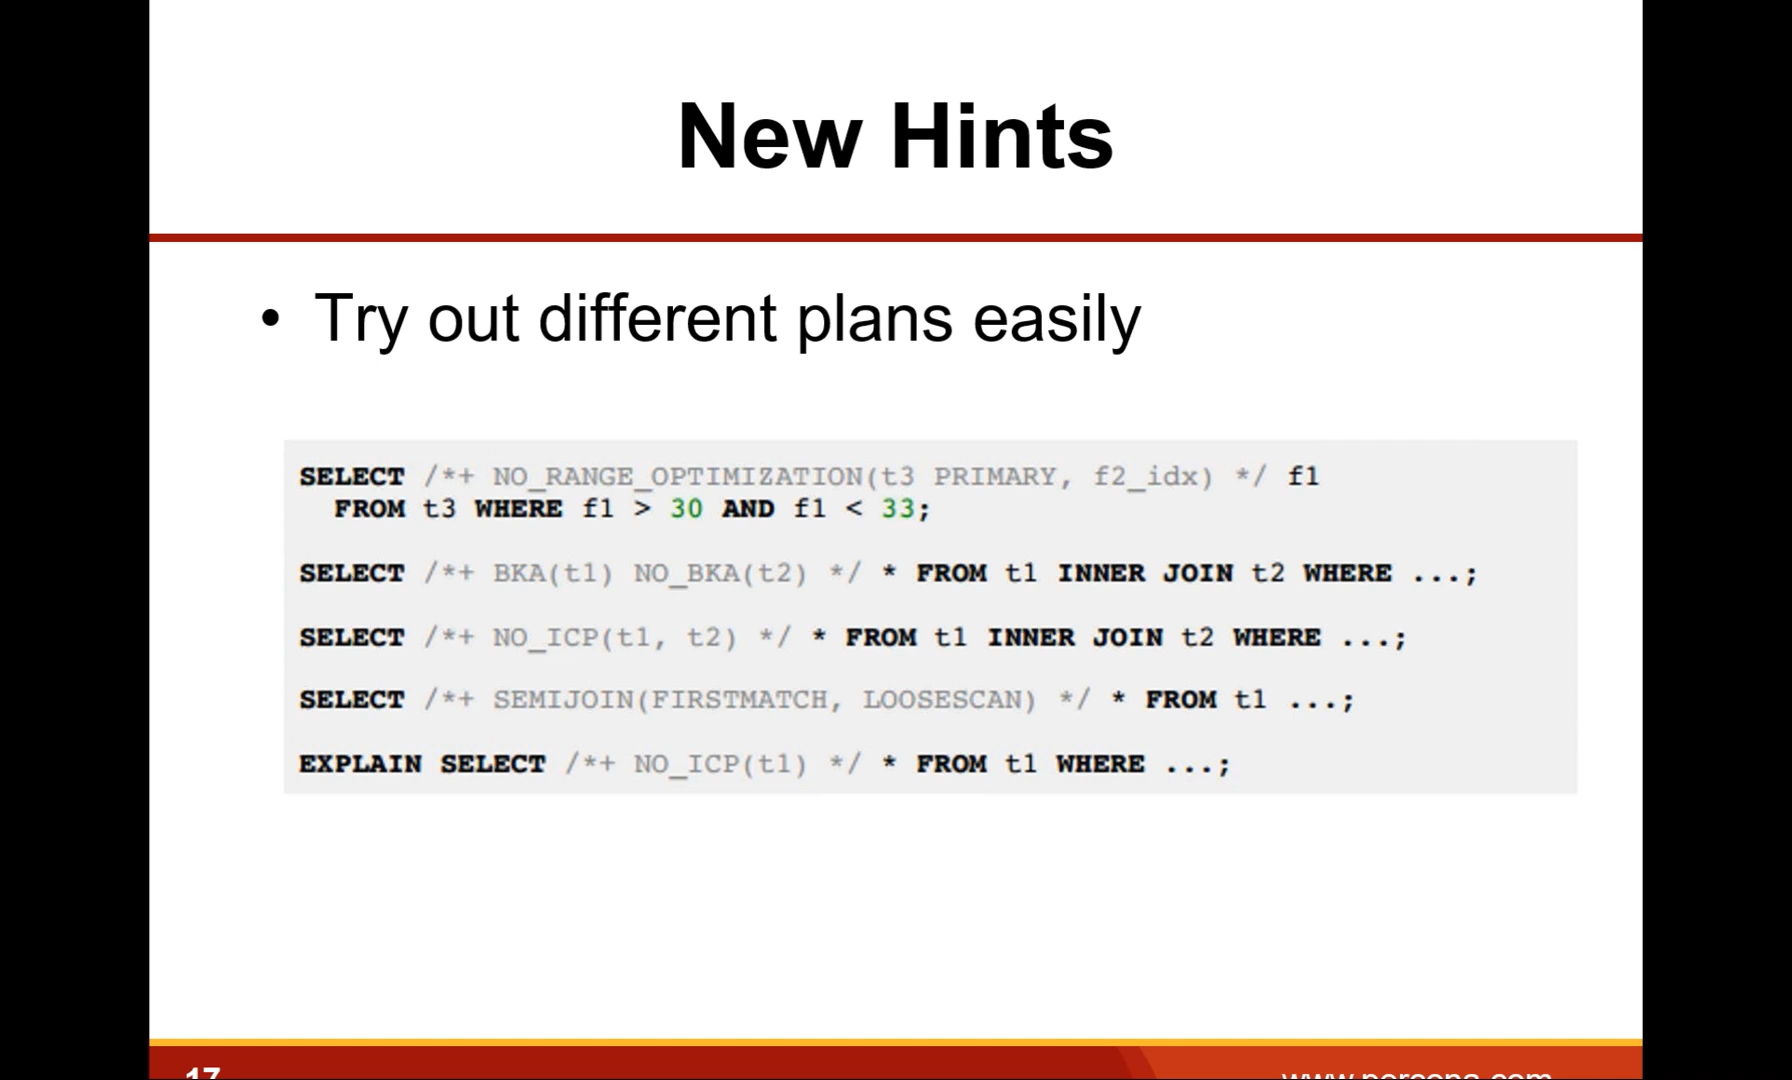 New Hints
• Try out different plans easily
SELECT /*+ NO_RANGE_OPTIMIZATION(t3 PRIMARY, f2_idx) */ f1
FROM t3 WHERE f1 > 30 AND f1 < 33;
SELECT /*+ BKA(t1) NO_BKA(t2) */ * FROM t1 INNER JOIN t2 WHERE ...;
SELECT /*+ NO_ICP(t1, t2) */ * FROM t1 INNER JOIN t2 WHERE ...;
SELECT /*+ SEMIJOIN(FIRSTMATCH, LOOSESCAN) */ * FROM t1 ...;
EXPLAIN SELECT /*+ NO_ICP(t1) */ * FROM t1 WHERE ...;
17
www.percona.com